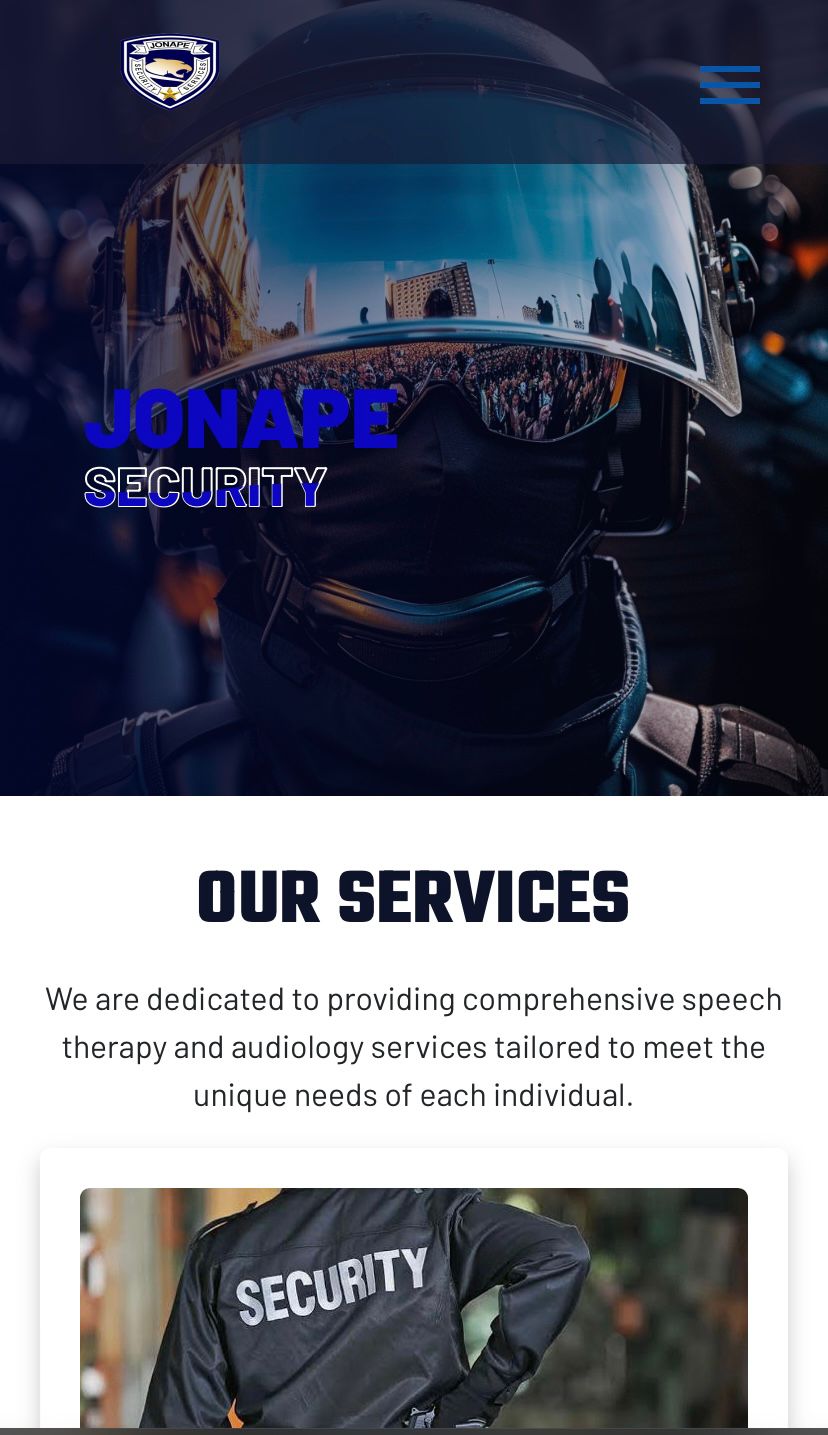 JONAPE
SECURITY SERVICES
JONAPE
SECURITY
OUR SERVICES
We are dedicated to providing comprehensive speech
therapy and audiology services tailored to meet the
unique needs of each individual.
SECURITY